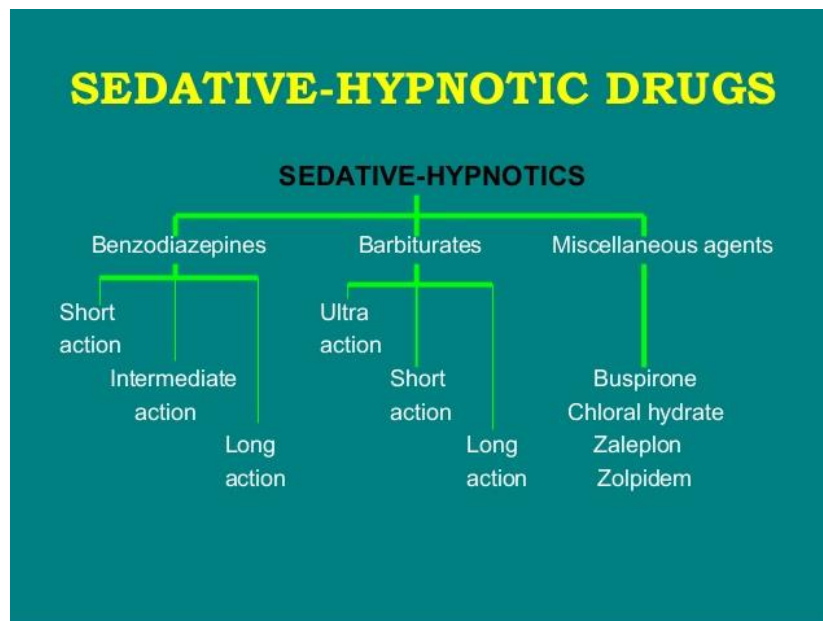 SEDATIVE-HYPNOTIC DRUGS
SEDATIVE-HYPNOTICS
Benzodiazepines
Barbiturates
Miscellaneous agents
Short
action
Intermediate
action
Long
action
Ultra
action
Short
action
Long
action
Buspirone
Chloral hydrate
Zaleplon
Zolpidem